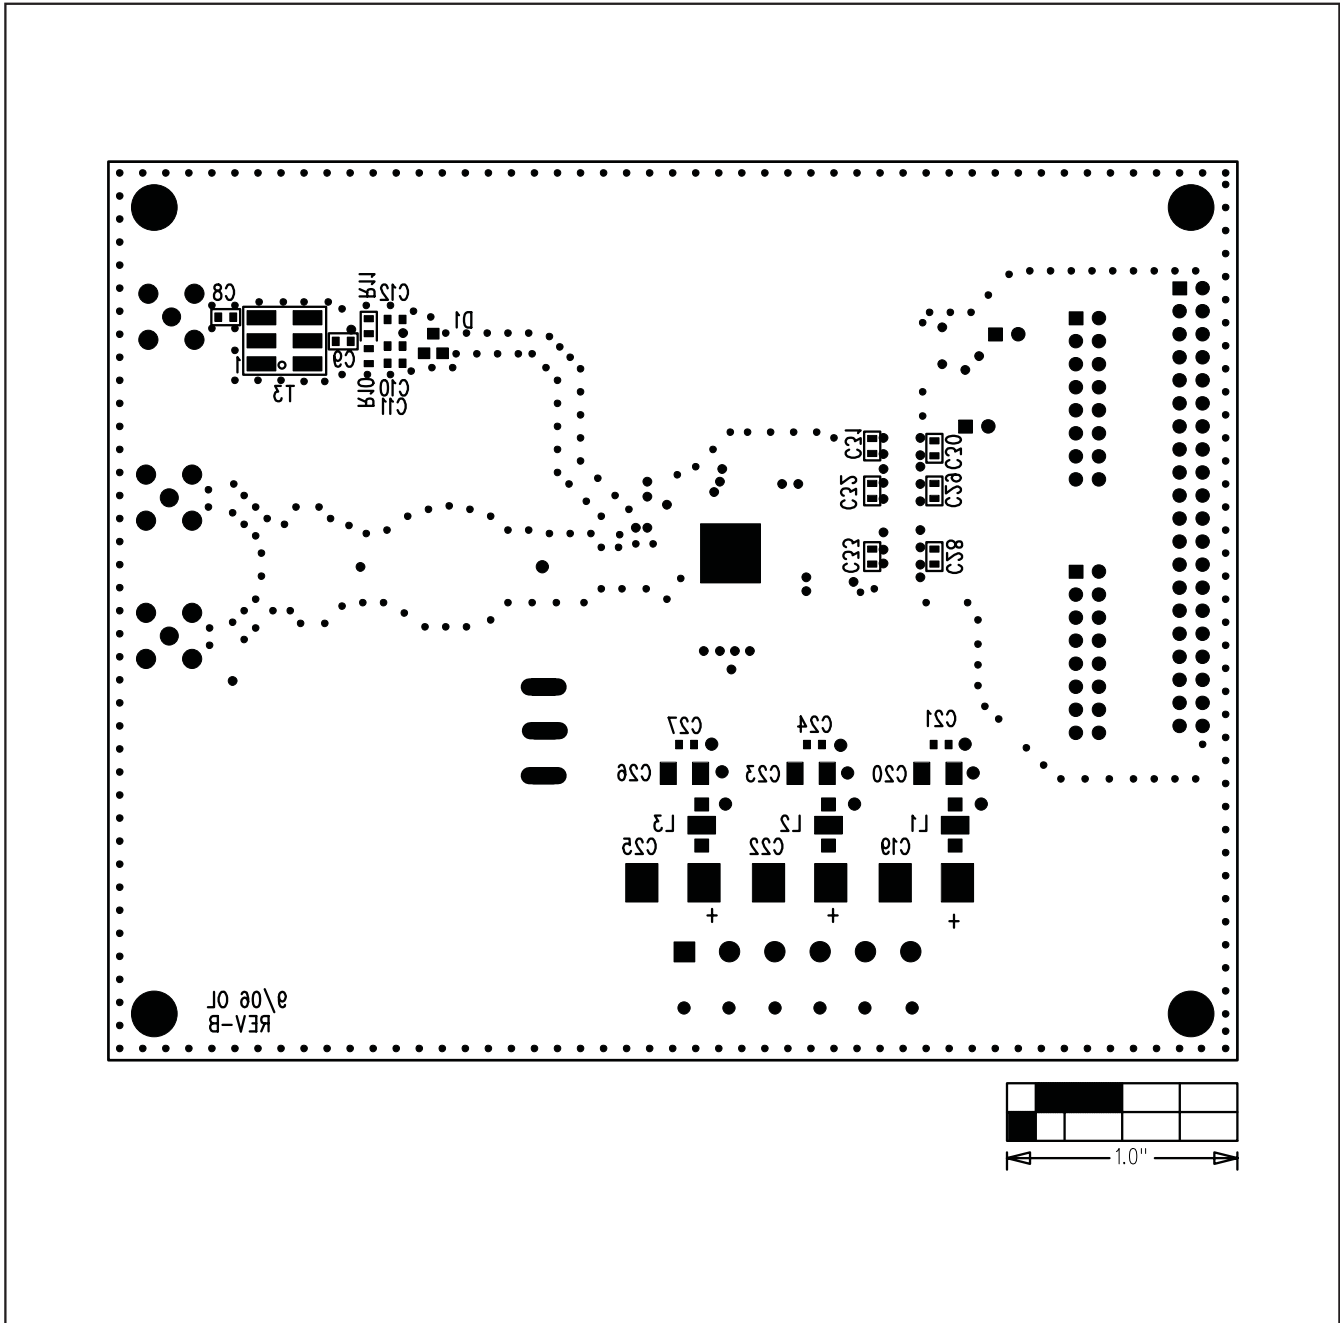 C8
R11
C12
D1
1
C9
T3
R10
C10
C11
C31
C30
C32
C29
C33
C28
C27
C24
C21
C26
C23
C20
L3
L2
L1
C25
C22
C19
+ + +
9/06 OL
REV-B
1.0"